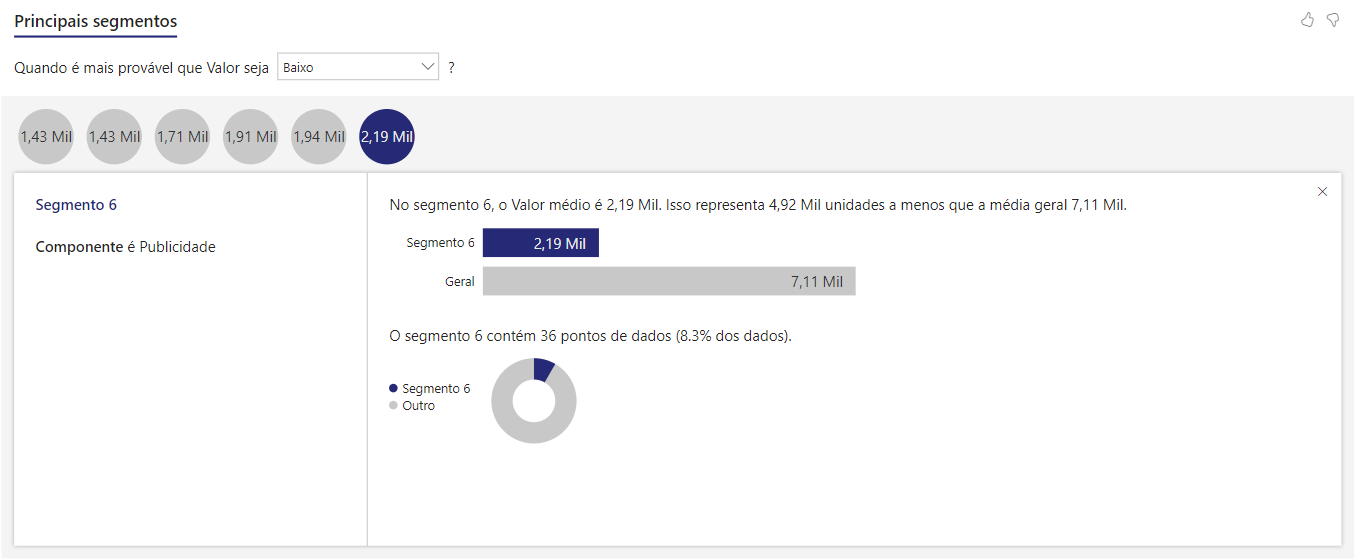 Principais segmentos
Quando é mais provável que Valor seja Baixo ?
1,43 Mil 1,43 Mil 1,71 Mil 1,91 Mil 1,94 Mil 2,19 Mil
Segmento 6
Componente é Publicidade
No segmento 6, o Valor médio é 2,19 Mil. Isso representa 4,92 Mil unidades a menos que a média geral 7,11 Mil.
Segmento 6 2,19 Mil
Geral 7,11 Mil
O segmento 6 contém 36 pontos de dados (8.3% dos dados).
Segmento 6
Outro